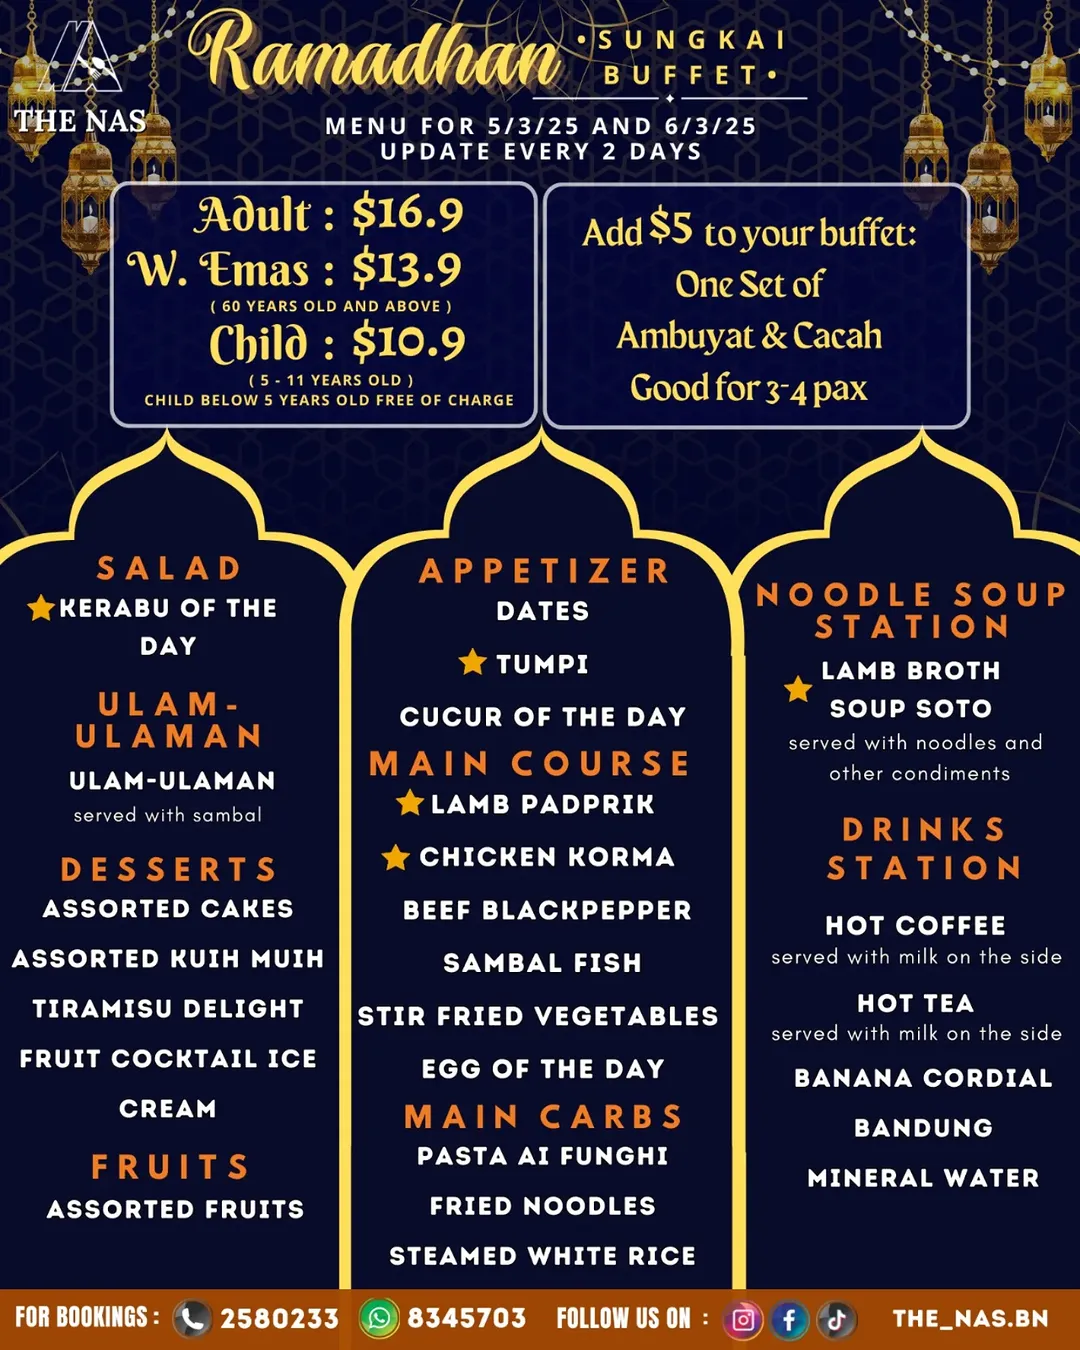 THE NAS
Ramadhan
•SUNGKAI
BUFFET•
MENU FOR 5/3/25 AND 6/3/25
UPDATE EVERY 2 DAYS
Adult : $16.9
W. Emas : $13.9
( 60 YEARS OLD AND ABOVE )
Child : $10.9
( 5 - 11 YEARS OLD )
CHILD BELOW 5 YEARS OLD FREE OF CHARGE
Add $5 to your buffet:
One Set of
Ambuyat & Cacah
Good for 3-4 pax
SALAD
KERABU OF THE
DAY
ULAM-
ULAMAN
ULAM-ULAMAN
served with sambal
DESSERTS
ASSORTED CAKES
ASSORTED KUIH MUIH
TIRAMISU DELIGHT
FRUIT COCKTAIL ICE
CREAM
FRUITS
ASSORTED FRUITS
APPETIZER
DATES
TUMPI
CUCUR OF THE DAY
MAIN COURSE
LAMB PADPRIK
CHICKEN KORMA
BEEF BLACKPEPPER
SAMBAL FISH
STIR FRIED VEGETABLES
EGG OF THE DAY
MAIN CARBS
PASTA AI FUNGHI
FRIED NOODLES
STEAMED WHITE RICE
NOODLE SOUP
STATION
LAMB BROTH
SOUP SOTO
served with noodles and
other condiments
DRINKS
STATION
HOT COFFEE
served with milk on the side
HOT TEA
served with milk on the side
BANANA CORDIAL
BANDUNG
MINERAL WATER
FOR BOOKINGS : 2580233 8345703 FOLLOW US ON : THE_NAS.BN